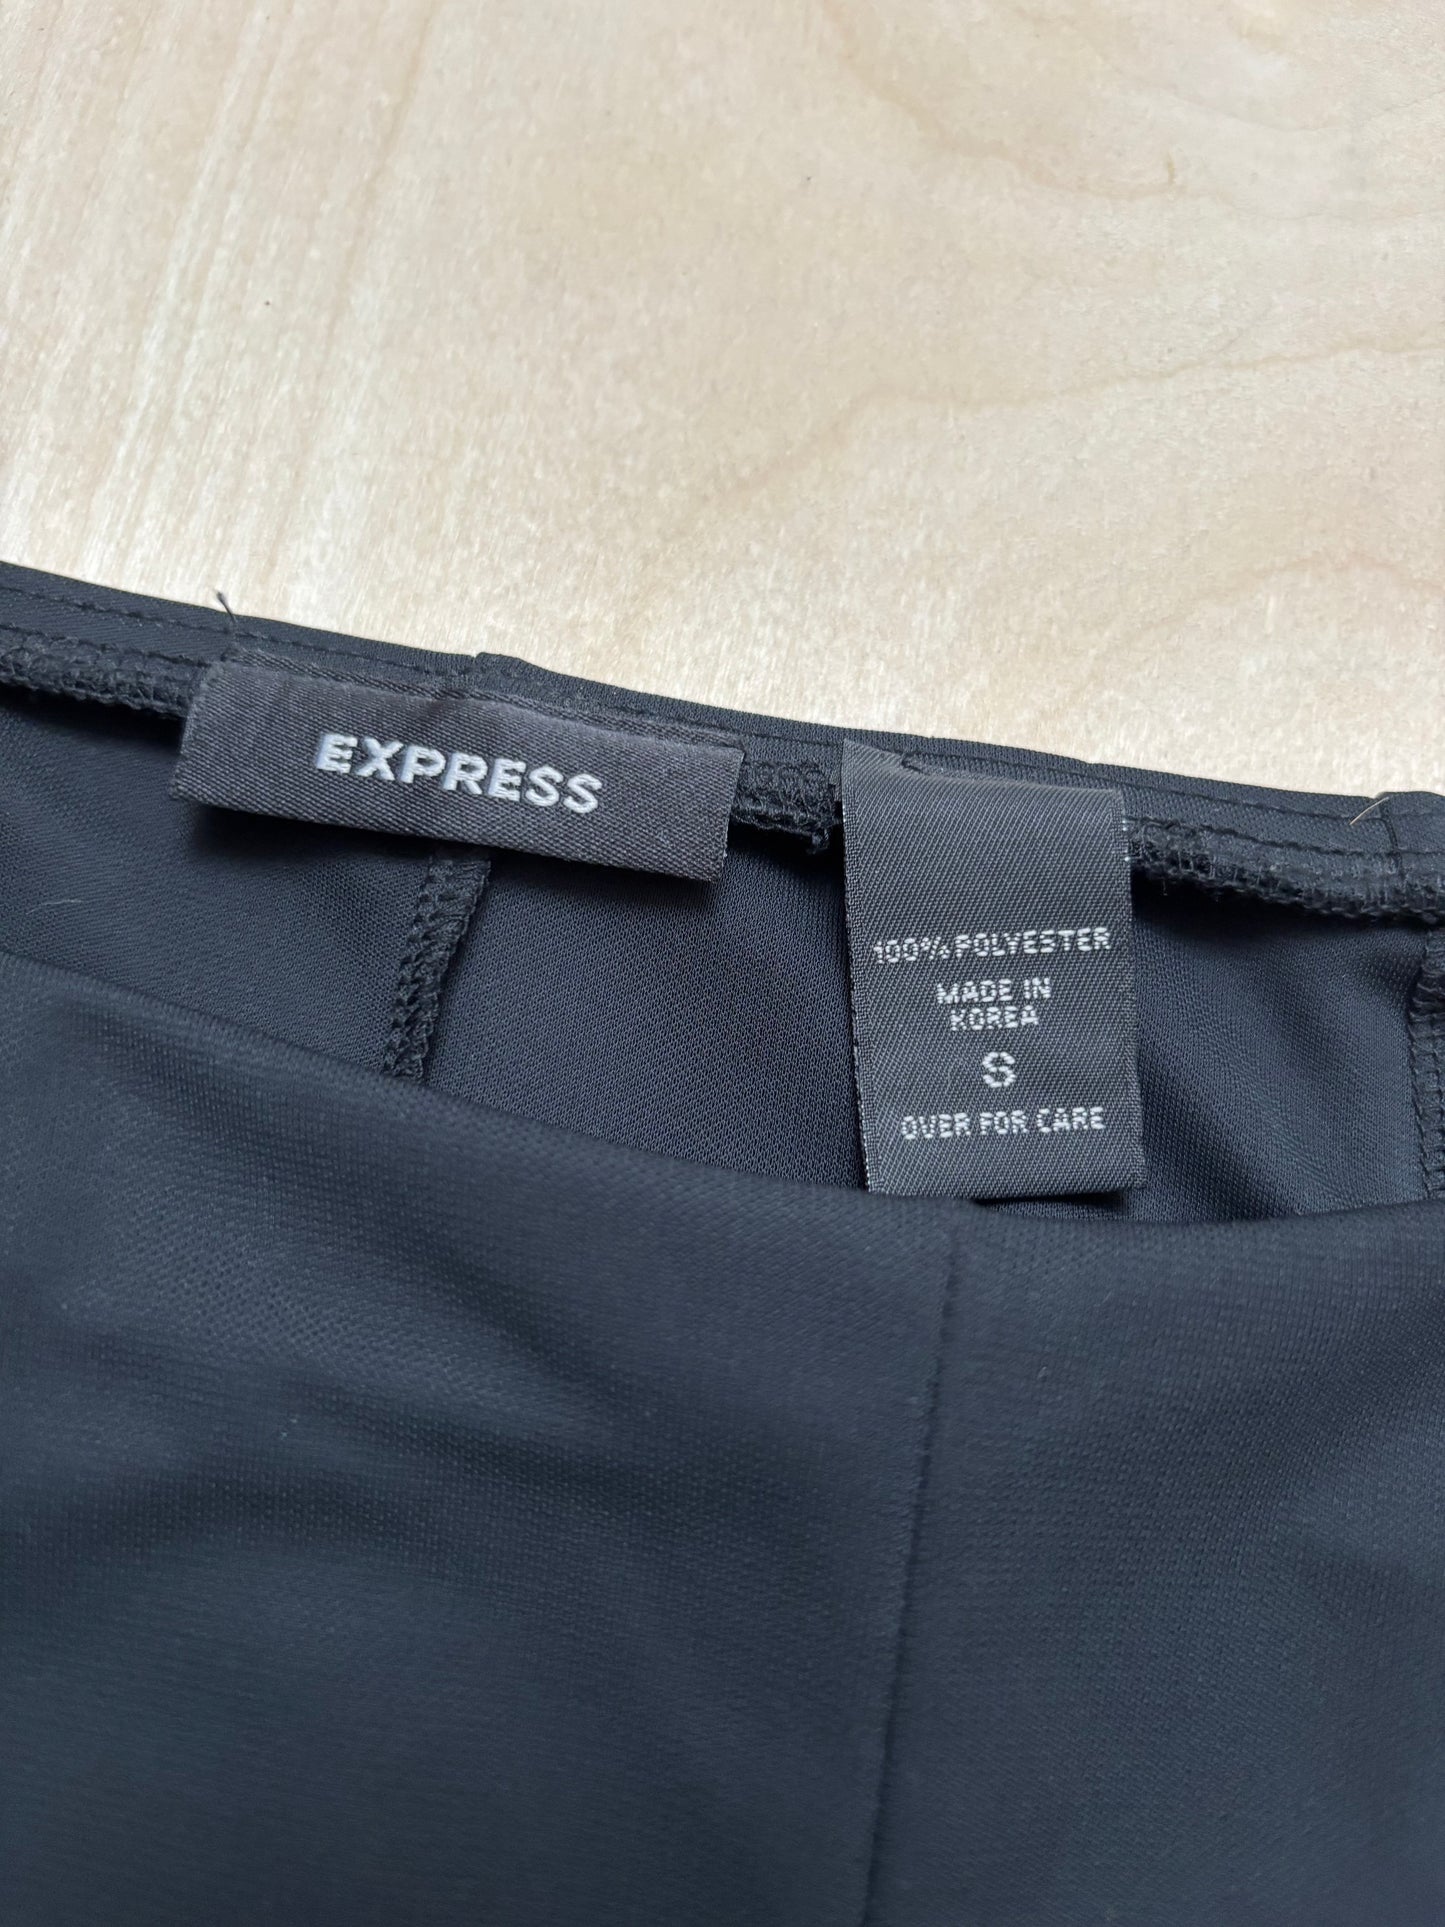 EXPRESS
100% POLYESTER
MADE IN
KOREA
S
OVER FOR CARE